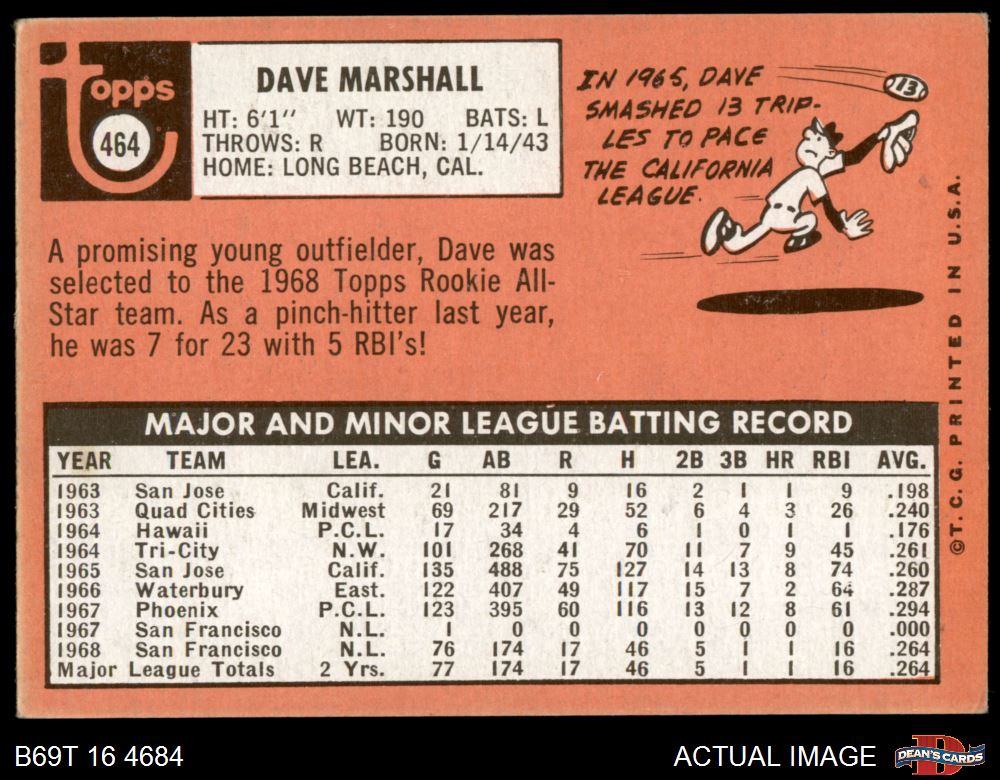 Topps
464
DAVE MARSHALL
HT: 6'1" WT: 190 BATS: L
THROWS: R BORN: 1/14/43
HOME: LONG BEACH, CAL.
IN 1965, DAVE
SMASHED 13 TRIP-
LES TO PACE
THE CALIFORNIA
LEAGUE.
13
A promising young outfielder, Dave was
selected to the 1968 Topps Rookie All-
Star team. As a pinch-hitter last year,
he was 7 for 23 with 5 RBI's!
MAJOR AND MINOR LEAGUE BATTING RECORD
YEAR TEAM LEA. G AB R H 2B 3B HR RBI AVG.
1963 San Jose Calif. 21 81 9 16 2 1 1 9 .198
1963 Quad Cities Midwest 69 217 29 52 6 4 3 26 .240
1964 Hawaii P.C.L. 17 34 4 6 1 0 1 1 .176
1964 Tri-City N.W. 101 268 41 70 11 7 9 45 .261
1965 San Jose Calif. 135 488 75 127 14 13 8 74 .260
1966 Waterbury East. 122 407 49 117 15 7 2 64 .287
1967 Phoenix P.C.L. 123 395 60 116 13 12 8 61 .294
1967 San Francisco N.L. 1 0 0 0 0 0 0 0 .000
1968 San Francisco N.L. 76 174 17 46 5 1 1 16 .264
Major League Totals 2 Yrs. 77 174 17 46 5 1 1 16 .264
©T.C.G. PRINTED IN U.S.A.
B69T 16 4684
ACTUAL IMAGE
D
DEAN'S CARDS